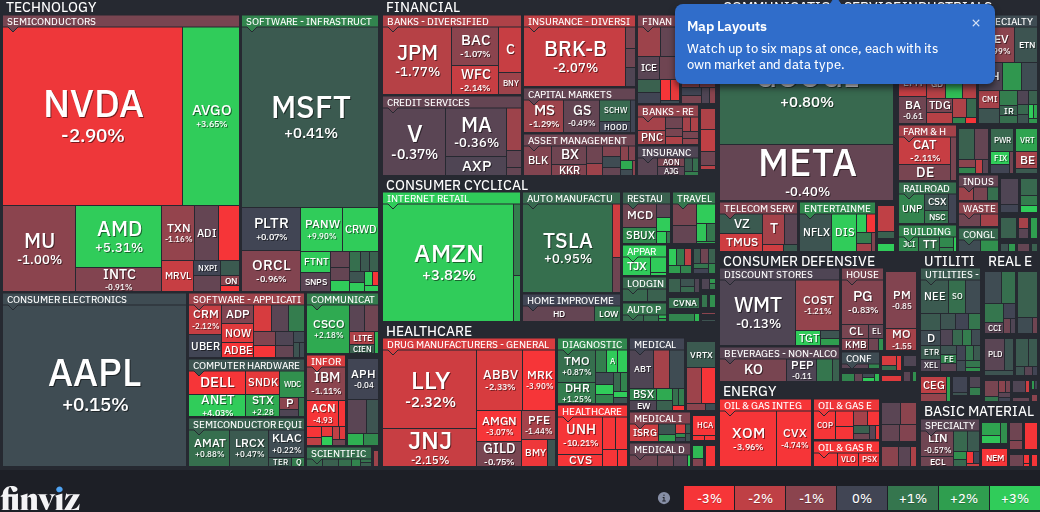 TECHNOLOGY
SEMICONDUCTORS
NVDA
-2.90%
AVGO
+3.65%
MU
-1.00%
AMD
+5.31%
INTC
-0.91%
TXN
-1.16%
ADI
MRVL
NXPI
ON
SOFTWARE - INFRASTRUCT
MSFT
+0.41%
PLTR
+0.07%
PANW
+9.90%
CRWD
ORCL
-0.96%
FTNT
SNPS
CONSUMER ELECTRONICS
AAPL
+0.15%
SOFTWARE - APPLICATI
CRM
-2.12%
ADP
NOW
UBER
ADBE
COMMUNICAT
CSCO
+2.18%
LITE
CIEN
COMPUTER HARDWARE
DELL
SNDK
WDC
ANET
+4.03%
STX
+2.28
P
INFOR
IBM
-1.11%
ACN
-4.93
APH
-0.04
SEMICONDUCTOR EQUI
AMAT
+0.88%
LRCX
+0.47%
KLAC
+0.22%
TER
Q
SCIENTIFIC
FINANCIAL
BANKS - DIVERSIFIED
JPM
-1.77%
BAC
-1.07%
C
WFC
-2.14%
BNY
INSURANCE - DIVERSI
BRK-B
-2.07%
FINAN
ICE
CREDIT SERVICES
V
-0.37%
MA
-0.36%
AXP
CAPITAL MARKETS
MS
-1.29%
GS
-0.49%
SCHW
HOOD
BANKS - RE
PNC
ASSET MANAGEMENT
BLK
BX
KKR
INSURANC
AON
AJG
CONSUMER CYCLICAL
INTERNET RETAIL
AMZN
+3.82%
AUTO MANUFACTU
TSLA
+0.95%
HOME IMPROVEME
HD
LOW
RESTAU
MCD
SBUX
TRAVEL
APPAR
TJX
LODGIN
AUTO P
CVNA
HEALTHCARE
DRUG MANUFACTURERS - GENERAL
LLY
-2.32%
JNJ
-2.15%
ABBV
-2.33%
MRK
-3.90%
AMGN
-3.07%
PFE
-1.44%
GILD
-0.75%
BMY
DIAGNOSTIC
TMO
+0.87%
A
DHR
+1.25%
HEALTHCARE
UNH
-10.21%
CVS
MEDICAL
ABT
BSX
EW
VRTX
MEDICAL I
ISRG
HCA
MEDICAL D
Map Layouts
Watch up to six maps at once, each with its
own market and data type.
+0.80%
META
-0.40%
TELECOM SERV
VZ
T
TMUS
ENTERTAINME
NFLX
DIS
ETN
BA
-0.61
TDG
CMI
IR
FARM & H
CAT
-2.11%
DE
PWR
VRT
FIX
BE
RAILROAD
UNP
CSX
NSC
INDUS
WASTE
BUILDING
JCI
TT
CONGL
CONSUMER DEFENSIVE
DISCOUNT STORES
WMT
-0.13%
COST
-1.21%
TGT
HOUSE
PG
-0.83%
CL
EL
KMB
PM
-0.85
MO
-1.55
BEVERAGES - NON-ALCO
KO
PEP
-0.11
CONF
UTILITI
UTILITIES -
NEE
SO
D
ETR
FE
XEL
CEG
REAL E
CCI
PLD
ENERGY
OIL & GAS INTEG
XOM
-3.96%
CVX
-4.74%
OIL & GAS E
COP
OIL & GAS R
VLO
PSX
BASIC MATERIAL
SPECIALTY
LIN
-0.57%
ECL
NEM
finviz
-3%
-2%
-1%
0%
+1%
+2%
+3%